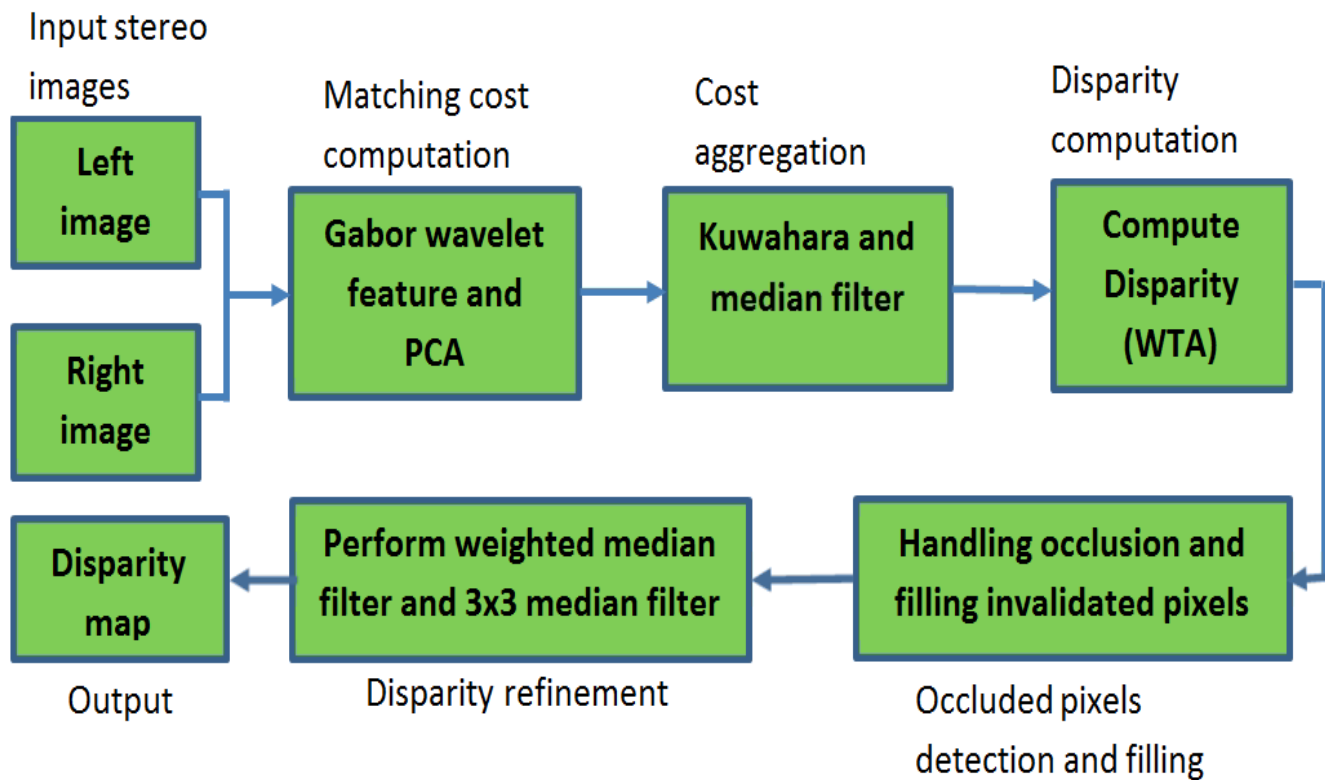 Input stereo
images
Left
image
Right
image
Matching cost
computation
Gabor wavelet
feature and
PCA
Cost
aggregation
Kuwahara and
median filter
Disparity
computation
Compute
Disparity
(WTA)
Handling occlusion and
filling invalidated pixels
Occluded pixels
detection and filling
Perform weighted median
filter and 3x3 median filter
Disparity refinement
Disparity
map
Output